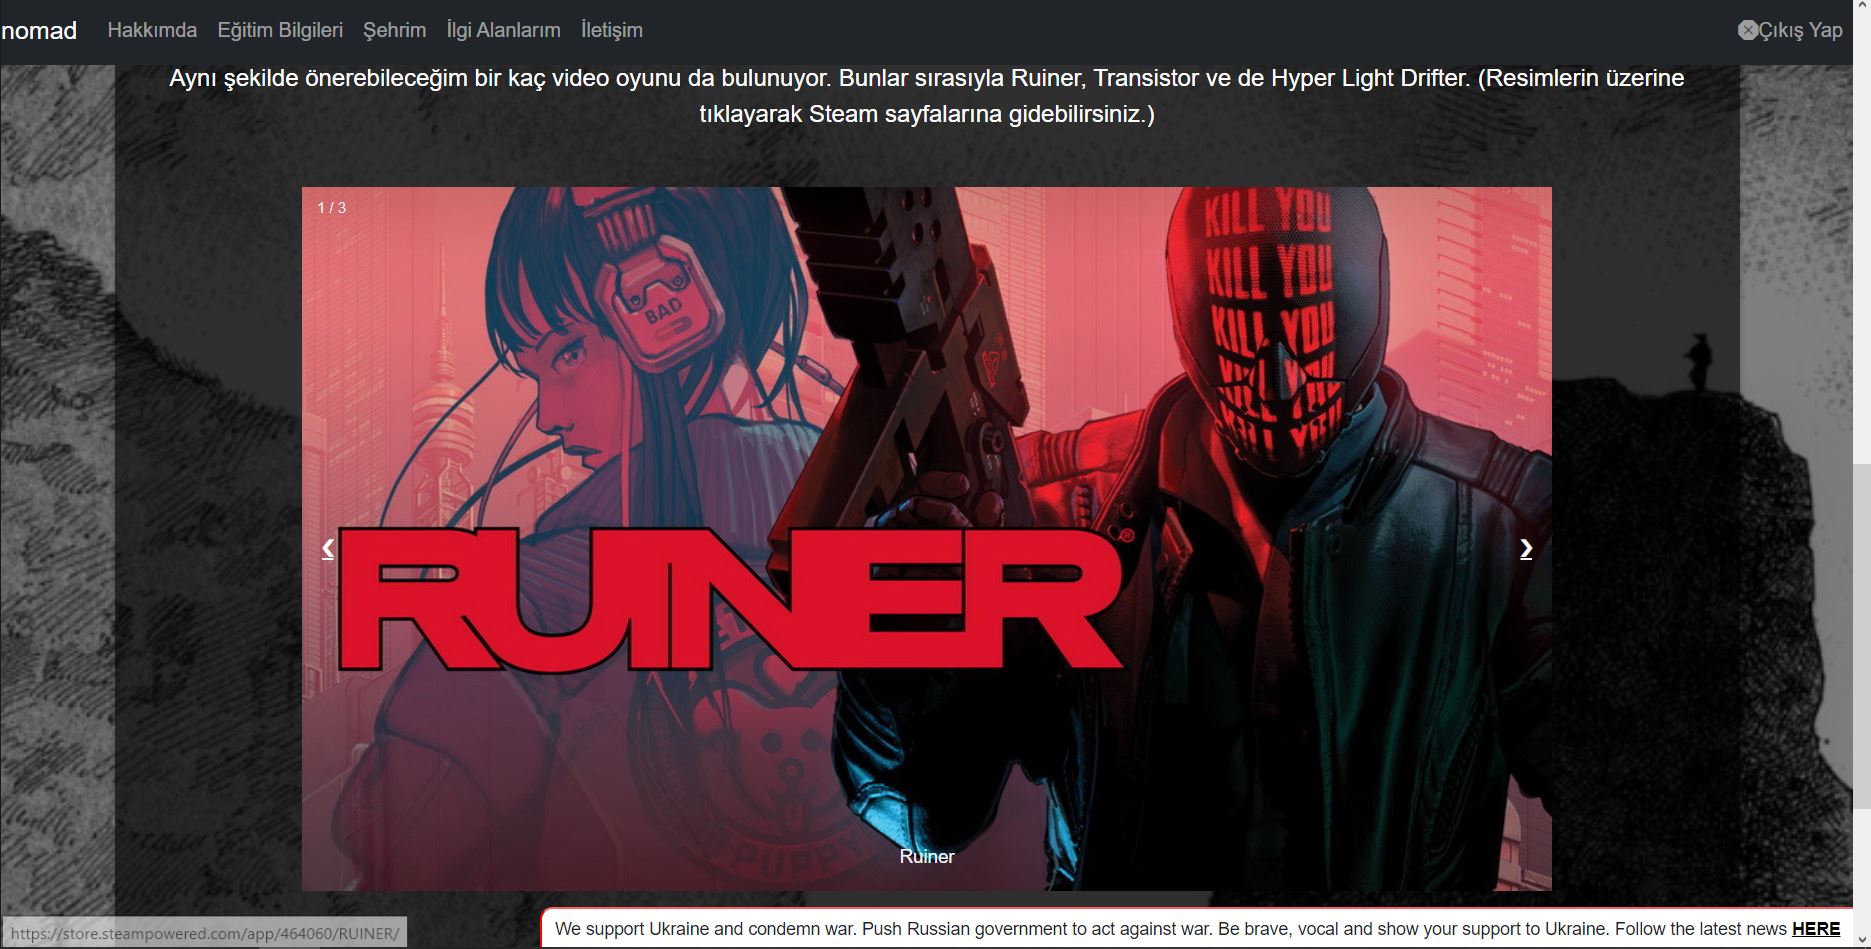 nomad Hakkımda Eğitim Bilgileri Şehrim İlgi Alanlarım İletişim Çıkış Yap
Aynı şekilde önerebileceğim bir kaç video oyunu da bulunuyor. Bunlar sırasıyla Ruiner, Transistor ve de Hyper Light Drifter. (Resimlerin üzerine
tıklayarak Steam sayfalarına gidebilirsiniz.)
1 / 3
KILL YOU
KILL YOU
KILL YOU
KILL YOU
KILL YOU
BAD
❮ RUINER® ❯
PUPPY
Ruiner
We support Ukraine and condemn war. Push Russian government to act against war. Be brave, vocal and show your support to Ukraine. Follow the latest news HERE
https://store.steampowered.com/app/464060/RUINER/